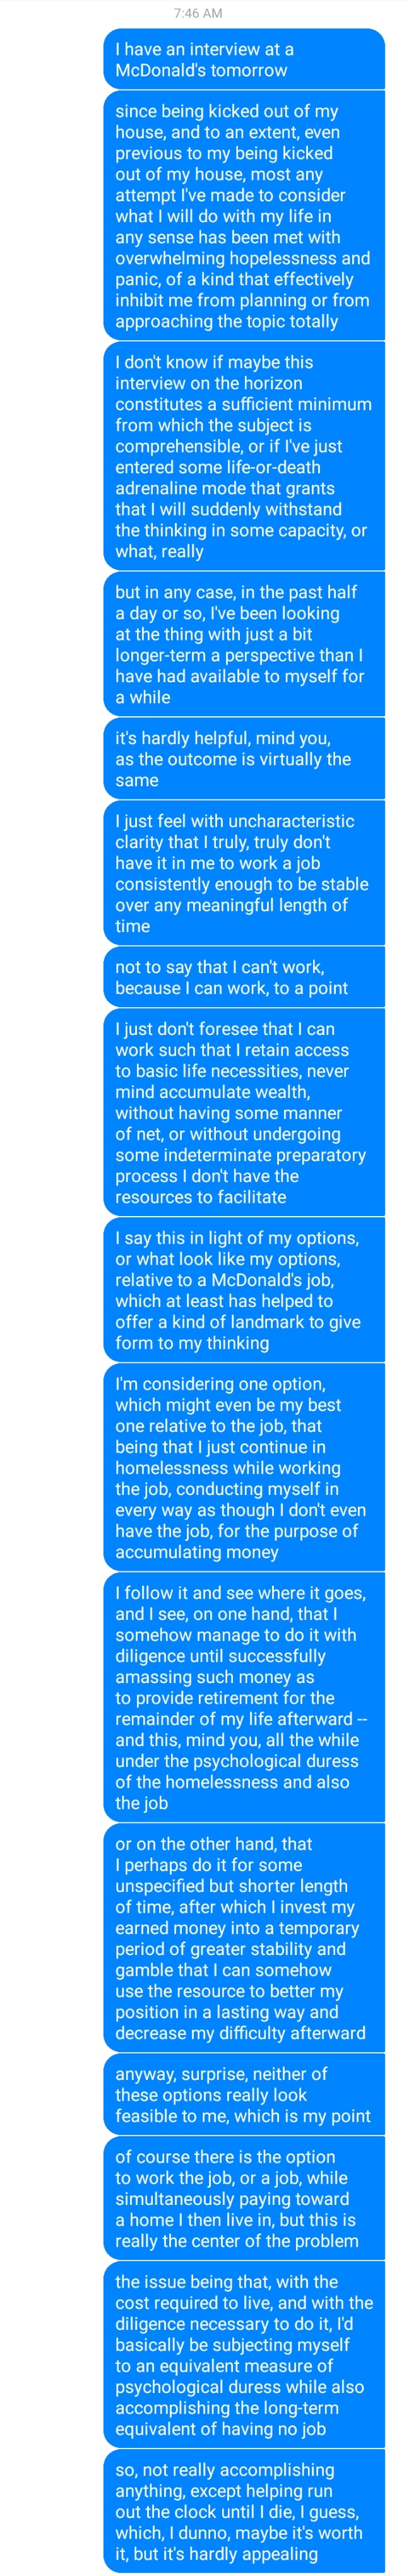 7:46 AM
I have an interview at a
McDonald's tomorrow
since being kicked out of my
house, and to an extent, even
previous to my being kicked
out of my house, most any
attempt I've made to consider
what I will do with my life in
any sense has been met with
overwhelming hopelessness and
panic, of a kind that effectively
inhibit me from planning or from
approaching the topic totally
I don't know if maybe this
interview on the horizon
constitutes a sufficient minimum
from which the subject is
comprehensible, or if I've just
entered some life-or-death
adrenaline mode that grants
that I will suddenly withstand
the thinking in some capacity, or
what, really
but in any case, in the past half
a day or so, I've been looking
at the thing with just a bit
longer-term a perspective than I
have had available to myself for
a while
it's hardly helpful, mind you,
as the outcome is virtually the
same
I just feel with uncharacteristic
clarity that I truly, truly don't
have it in me to work a job
consistently enough to be stable
over any meaningful length of
time
not to say that I can't work,
because I can work, to a point
I just don't foresee that I can
work such that I retain access
to basic life necessities, never
mind accumulate wealth,
without having some manner
of net, or without undergoing
some indeterminate preparatory
process I don't have the
resources to facilitate
I say this in light of my options,
or what look like my options,
relative to a McDonald's job,
which at least has helped to
offer a kind of landmark to give
form to my thinking
I'm considering one option,
which might even be my best
one relative to the job, that
being that I just continue in
homelessness while working
the job, conducting myself in
every way as though I don't even
have the job, for the purpose of
accumulating money
I follow it and see where it goes,
and I see, on one hand, that I
somehow manage to do it with
diligence until successfully
amassing such money as
to provide retirement for the
remainder of my life afterward --
and this, mind you, all the while
under the psychological duress
of the homelessness and also
the job
or on the other hand, that
I perhaps do it for some
unspecified but shorter length
of time, after which I invest my
earned money into a temporary
period of greater stability and
gamble that I can somehow
use the resource to better my
position in a lasting way and
decrease my difficulty afterward
anyway, surprise, neither of
these options really look
feasible to me, which is my point
of course there is the option
to work the job, or a job, while
simultaneously paying toward
a home I then live in, but this is
really the center of the problem
the issue being that, with the
cost required to live, and with the
diligence necessary to do it, I'd
basically be subjecting myself
to an equivalent measure of
psychological duress while also
accomplishing the long-term
equivalent of having no job
so, not really accomplishing
anything, except helping run
out the clock until I die, I guess,
which, I dunno, maybe it's worth
it, but it's hardly appealing